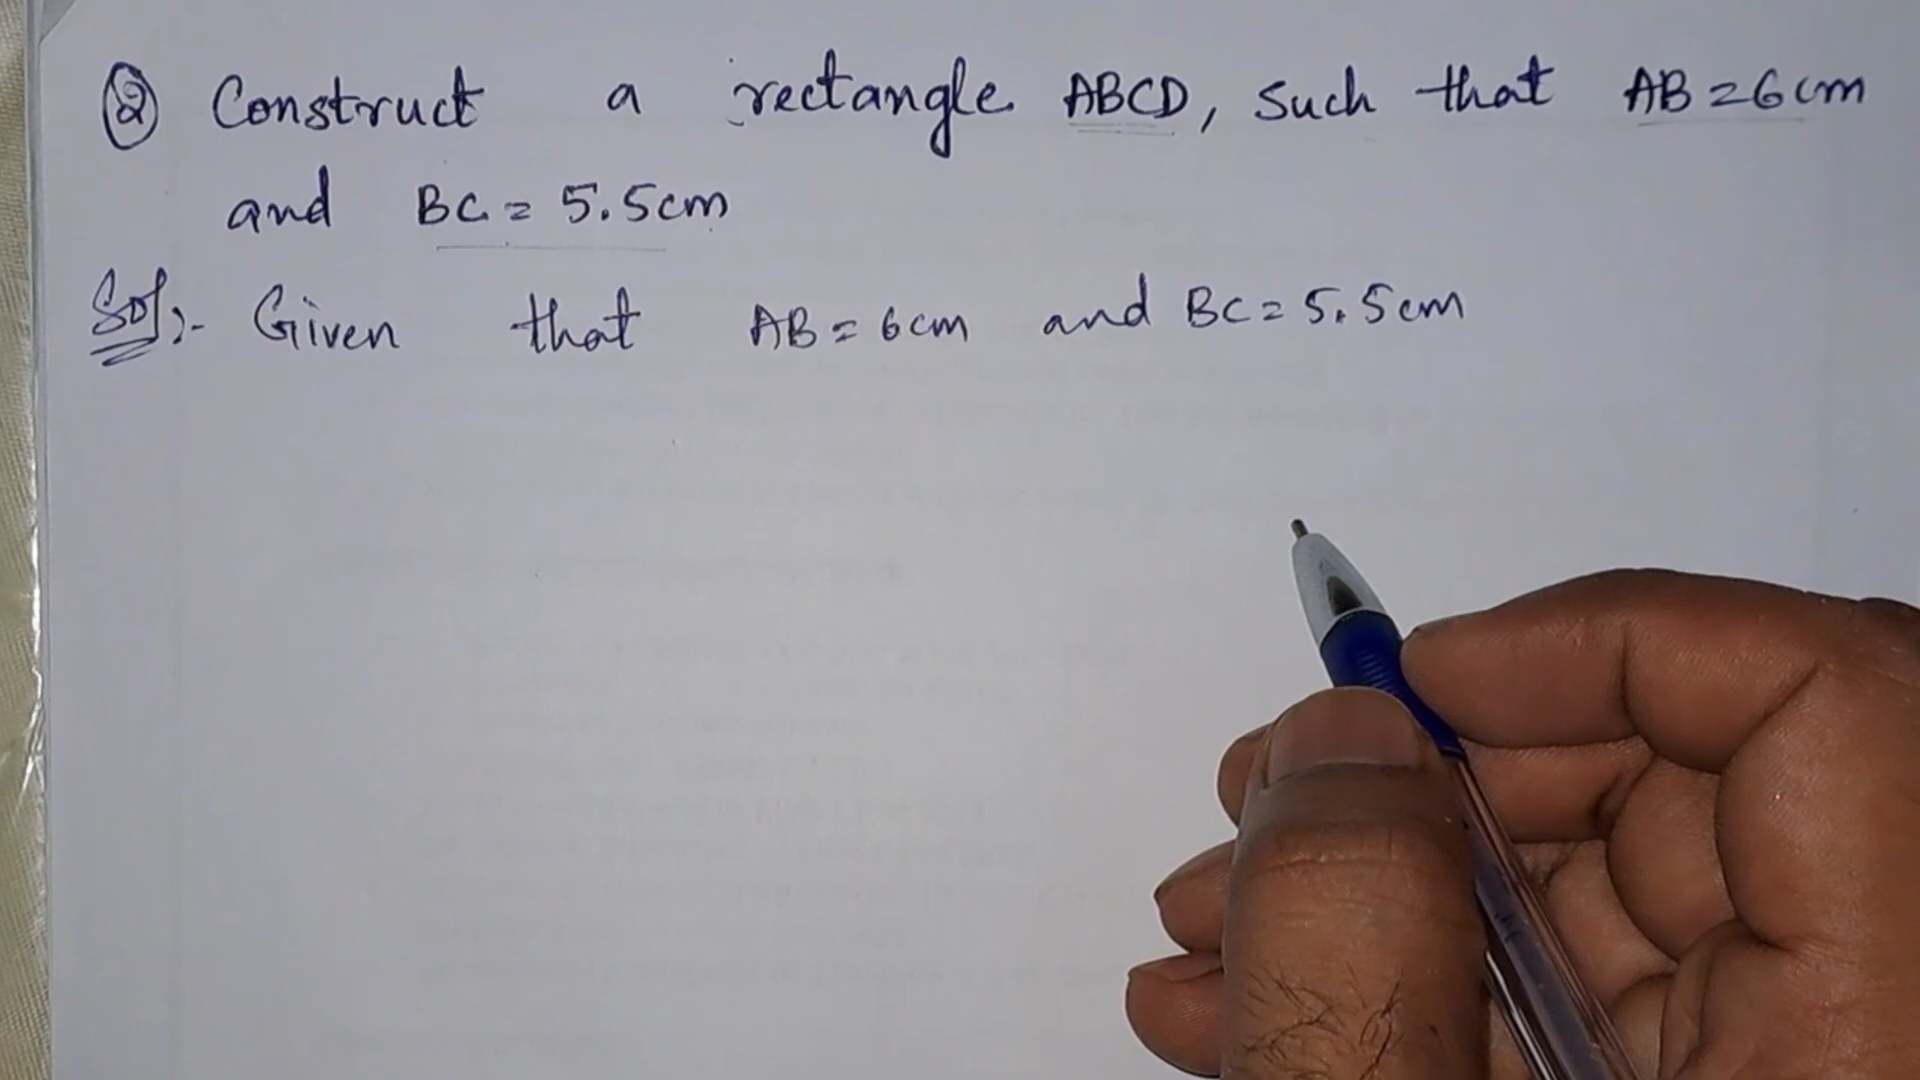 ② Construct a rectangle ABCD, such that AB = 6cm
and BC = 5.5cm
Sol:- Given that AB = 6cm and BC = 5.5cm